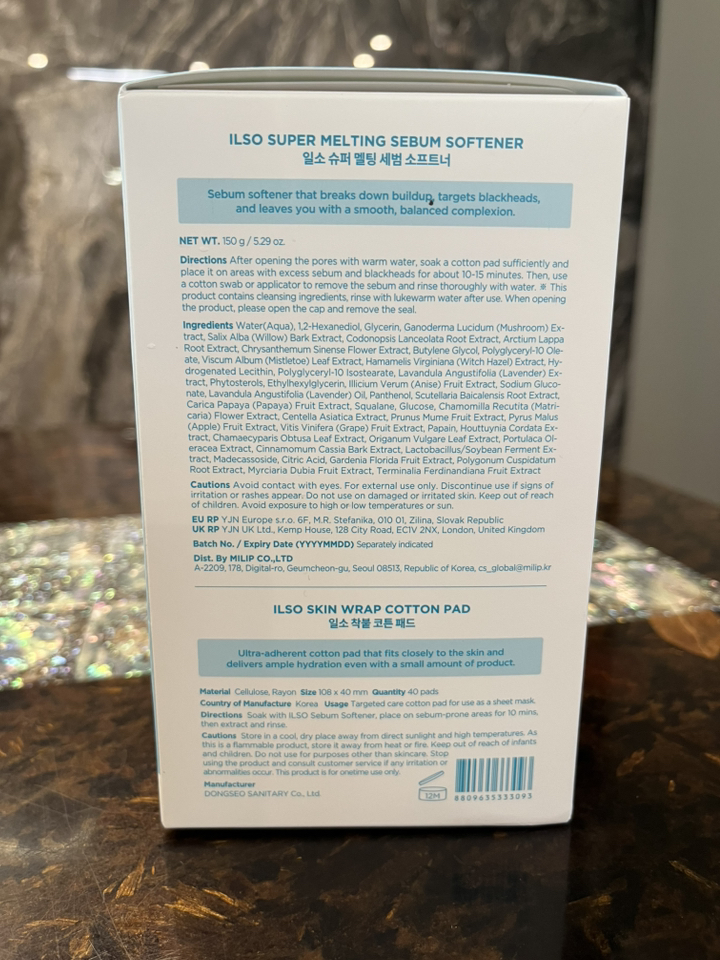 ILSO SUPER MELTING SEBUM SOFTENER
일소 슈퍼 멜팅 세범 소프트너
Sebum softener that breaks down buildup, targets blackheads,
and leaves you with a smooth, balanced complexion.
NET WT. 150 g / 5.29 oz.
Directions After opening the pores with warm water, soak a cotton pad sufficiently and
place it on areas with excess sebum and blackheads for about 10-15 minutes. Then, use
a cotton swab or applicator to remove the sebum and rinse thoroughly with water. ※ This
product contains cleansing ingredients, rinse with lukewarm water after use. When opening
the product, please open the cap and remove the seal.
Ingredients Water(Aqua), 1,2-Hexanediol, Glycerin, Ganoderma Lucidum (Mushroom) Ex-
tract, Salix Alba (Willow) Bark Extract, Codonopsis Lanceolata Root Extract, Arctium Lappa
Root Extract, Chrysanthemum Sinense Flower Extract, Butylene Glycol, Polyglyceryl-10 Ole-
ate, Viscum Album (Mistletoe) Leaf Extract, Hamamelis Virginiana (Witch Hazel) Extract, Hy-
drogenated Lecithin, Polyglyceryl-10 Isostearate, Lavandula Angustifolia (Lavender) Ex-
tract, Phytosterols, Ethylhexylglycerin, Illicium Verum (Anise) Fruit Extract, Sodium Gluco-
nate, Lavandula Angustifolia (Lavender) Oil, Panthenol, Scutellaria Baicalensis Root Extract,
Carica Papaya (Papaya) Fruit Extract, Squalane, Glucose, Chamomilla Recutita (Matri-
caria) Flower Extract, Centella Asiatica Extract, Prunus Mume Fruit Extract, Pyrus Malus
(Apple) Fruit Extract, Vitis Vinifera (Grape) Fruit Extract, Papain, Houttuynia Cordata Ex-
tract, Chamaecyparis Obtusa Leaf Extract, Origanum Vulgare Leaf Extract, Portulaca Ol-
eracea Extract, Cinnamomum Cassia Bark Extract, Lactobacillus/Soybean Ferment Ex-
tract, Madecassoside, Citric Acid, Gardenia Florida Fruit Extract, Polygonum Cuspidatum
Root Extract, Myrciaria Dubia Fruit Extract, Terminalia Ferdinandiana Fruit Extract
Cautions Avoid contact with eyes. For external use only. Discontinue use if signs of
irritation or rashes appear. Do not use on damaged or irritated skin. Keep out of reach
of children. Avoid exposure to high or low temperatures or sun.
EU RP YJN Europe s.r.o. 6F, M.R. Stefanika, 010 01, Zilina, Slovak Republic
UK RP YJN UK Ltd., Kemp House, 128 City Road, EC1V 2NX, London, United Kingdom
Batch No. / Expiry Date (YYYYMMDD) Separately indicated
Dist. By MILIP CO.,LTD
A-2209, 178, Digital-ro, Geumcheon-gu, Seoul 08513, Republic of Korea, cs_global@milip.kr
ILSO SKIN WRAP COTTON PAD
일소 착붙 코튼 패드
Ultra-adherent cotton pad that fits closely to the skin and
delivers ample hydration even with a small amount of product.
Material Cellulose, Rayon Size 108 x 40 mm Quantity 40 pads
Country of Manufacture Korea Usage Targeted care cotton pad for use as a sheet mask.
Directions Soak with ILSO Sebum Softener, place on sebum-prone areas for 10 mins,
then extract and rinse.
Cautions Store in a cool, dry place away from direct sunlight and high temperatures. As
this is a flammable product, store it away from heat or fire. Keep out of reach of infants
and children. Do not use for purposes other than skincare. Stop
using the product and consult customer service if any irritation or
abnormalities occur. This product is for onetime use only.
Manufacturer
DONGSEO SANITARY Co., Ltd.
12M
8809635333093